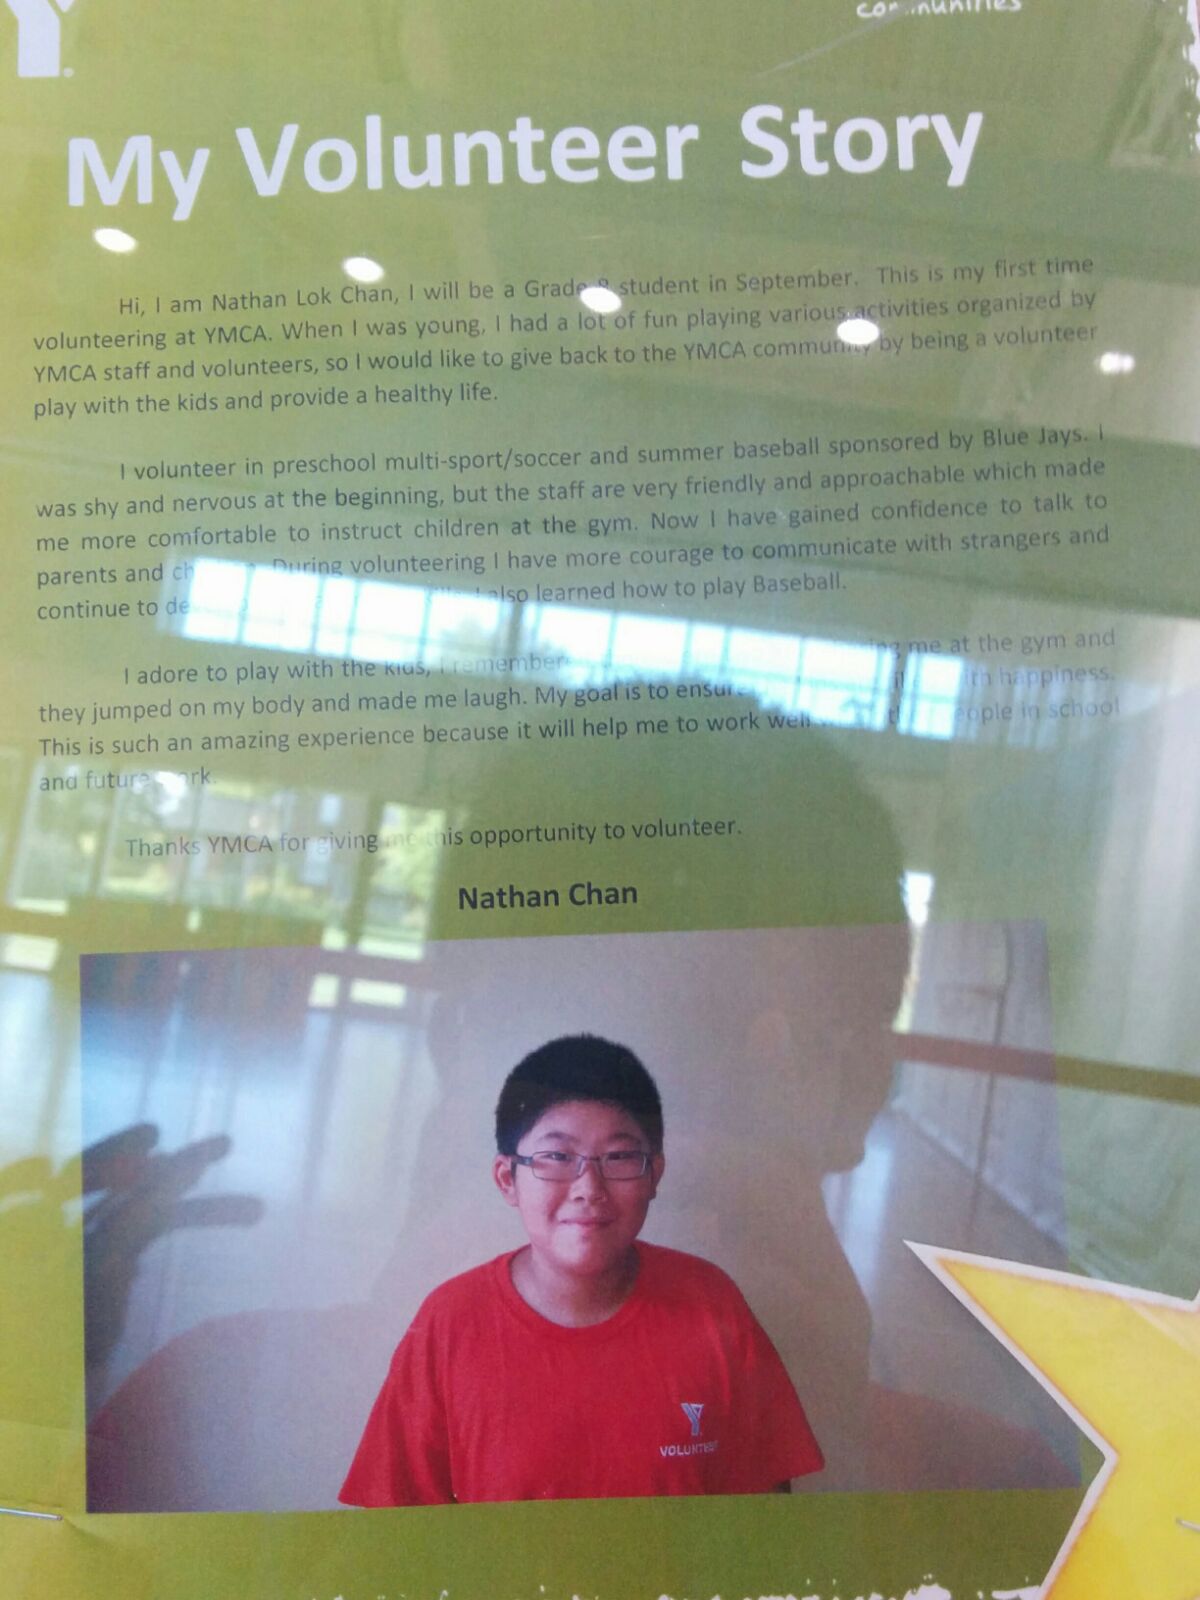 Y
communities
My Volunteer Story
Hi, I am Nathan Lok Chan, I will be a Grade 8 student in September. This is my first time
volunteering at YMCA. When I was young, I had a lot of fun playing various activities organized by
YMCA staff and volunteers, so I would like to give back to the YMCA community by being a volunteer
play with the kids and provide a healthy life.
I volunteer in preschool multi-sport/soccer and summer baseball sponsored by Blue Jays. I
was shy and nervous at the beginning, but the staff are very friendly and approachable which made
me more comfortable to instruct children at the gym. Now I have gained confidence to talk to
parents and During volunteering I have more courage to communicate with strangers and
continue to also learned how to play Baseball.
I adore to play with the kids, I remember me at the gym and
they jumped on my body and made me laugh. My goal is to ensure with happiness.
This is such an amazing experience because it will help me to work well people in school
and future work.
Thanks YMCA for giving me this opportunity to volunteer.
Nathan Chan
Y
VOLUNTEER